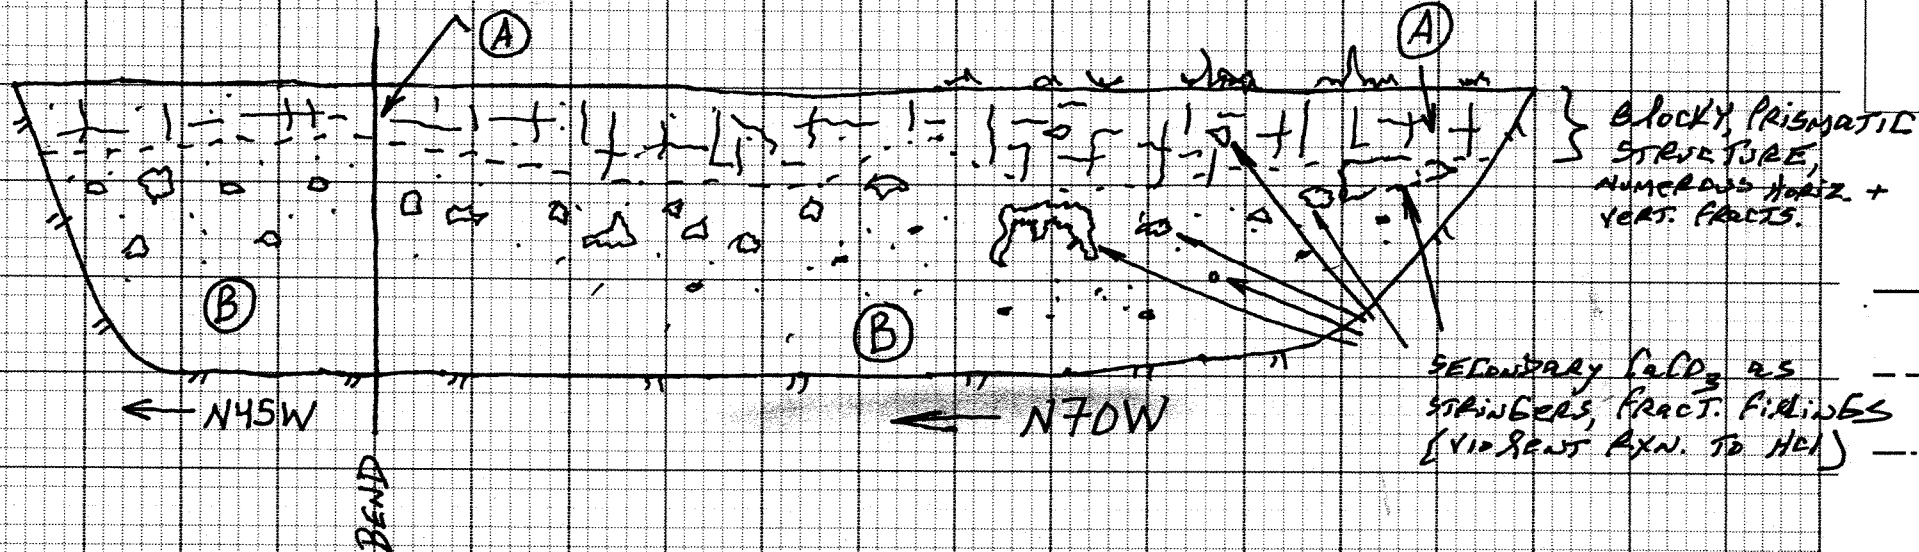 A
A
BLOCKY, PRISMATIC
STRUCTURE,
NUMEROUS HORIZ. +
VERT. FRACTS.
B
B
SECONDARY CaCO3 as
STRINGERS, FRACT. FILLINGS
(VIOLENT RXN. TO HCl)
N45W
N70W
BEND